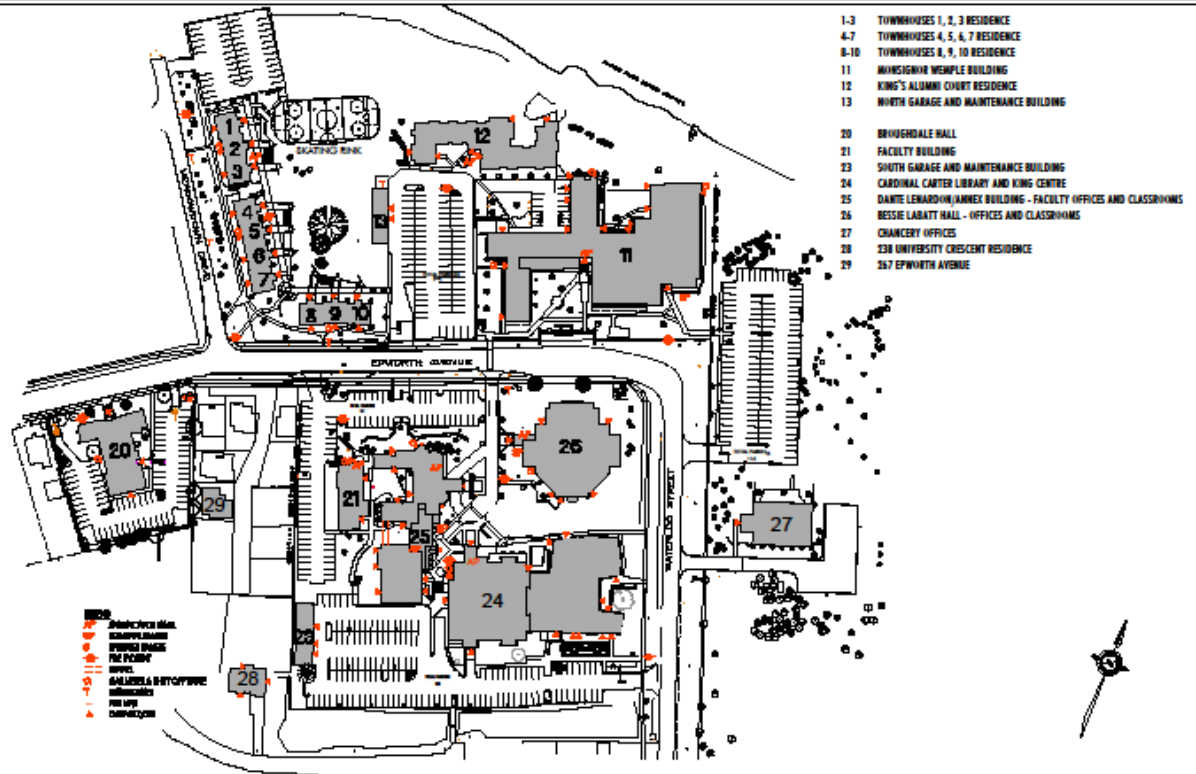 1-3 TOWNHOUSES 1, 2, 3 RESIDENCE
4-7 TOWNHOUSES 4, 5, 6, 7 RESIDENCE
8-10 TOWNHOUSES 8, 9, 10 RESIDENCE
11 MONSIGNOR WEMPLE BUILDING
12 KING'S ALUMNI COURT RESIDENCE
13 NORTH GARAGE AND MAINTENANCE BUILDING
20 BROUGHDALE HALL
21 FACULTY BUILDING
23 SOUTH GARAGE AND MAINTENANCE BUILDING
24 CARDINAL CARTER LIBRARY AND KING CENTRE
25 DANTE LENARDON/ANNEX BUILDING - FACULTY OFFICES AND CLASSROOMS
26 BESSIE LABATT HALL - OFFICES AND CLASSROOMS
27 CHANCERY OFFICES
28 238 UNIVERSITY CRESCENT RESIDENCE
29 267 EPWORTH AVENUE
1
2
3
SKATING RINK
12
4
5
6
7
13
11
8 9 10
EPWORTH AVENUE
20
29
21
25
26
WATERLOO STREET
27
24
23
28